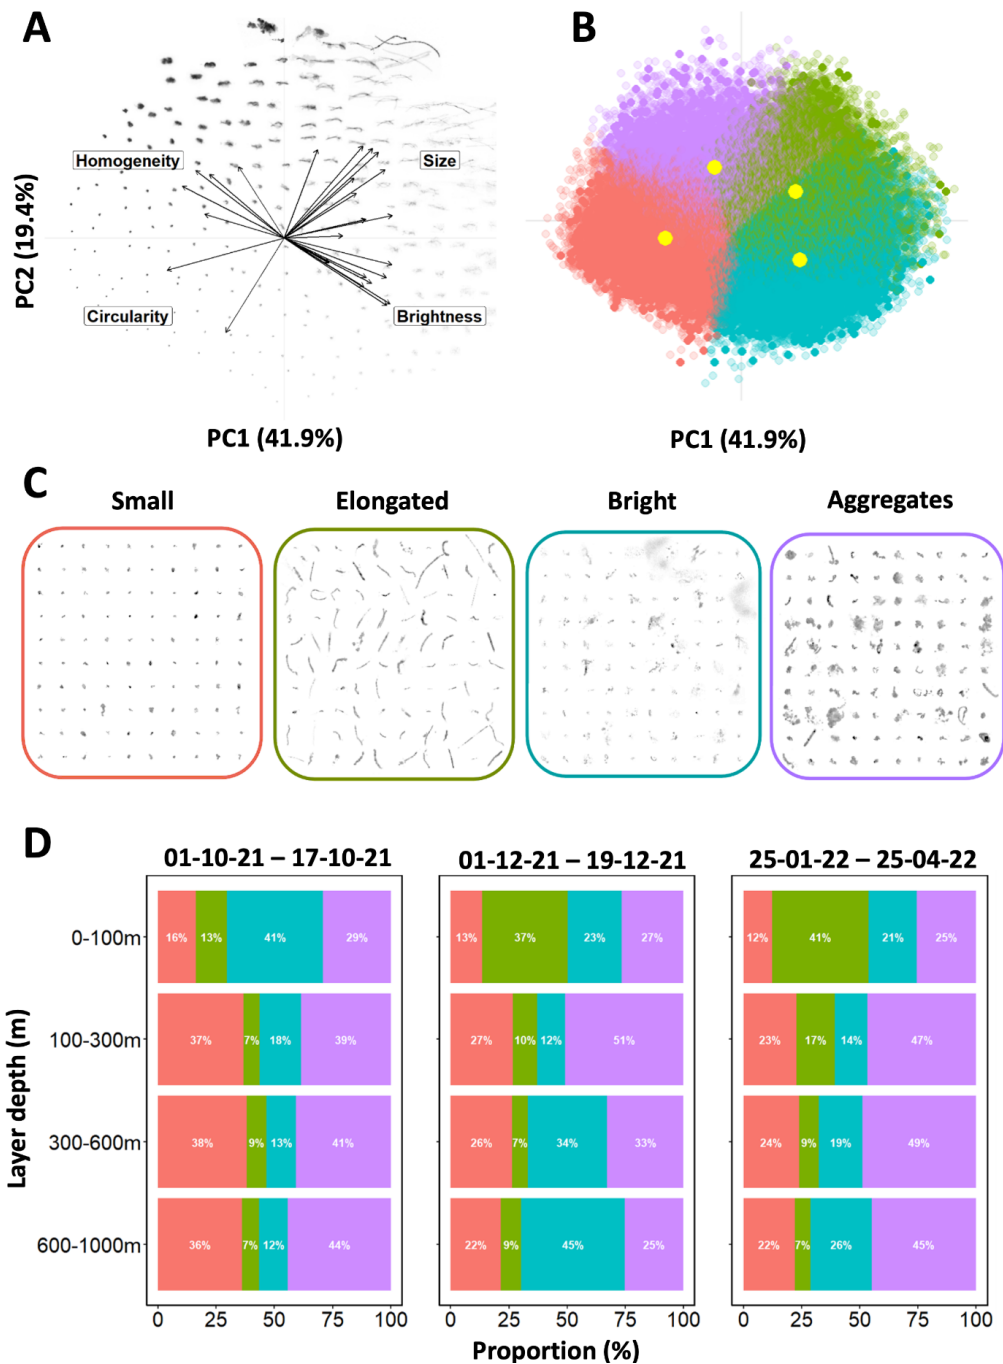 A
B
Homogeneity
Size
Circularity
Brightness
PC2 (19.4%)
PC1 (41.9%)
PC1 (41.9%)
C
Small
Elongated
Bright
Aggregates
D
01-10-21 – 17-10-21
01-12-21 – 19-12-21
25-01-22 – 25-04-22
Layer depth (m)
0-100m
16% 13% 41% 29%
13% 37% 23% 27%
12% 41% 21% 25%
100-300m
37% 7% 18% 39%
27% 10% 12% 51%
23% 17% 14% 47%
300-600m
38% 9% 13% 41%
26% 7% 34% 33%
24% 9% 19% 49%
600-1000m
36% 7% 12% 44%
22% 9% 45% 25%
22% 7% 26% 45%
0 25 50 75 100
0 25 50 75 100
0 25 50 75 100
Proportion (%)